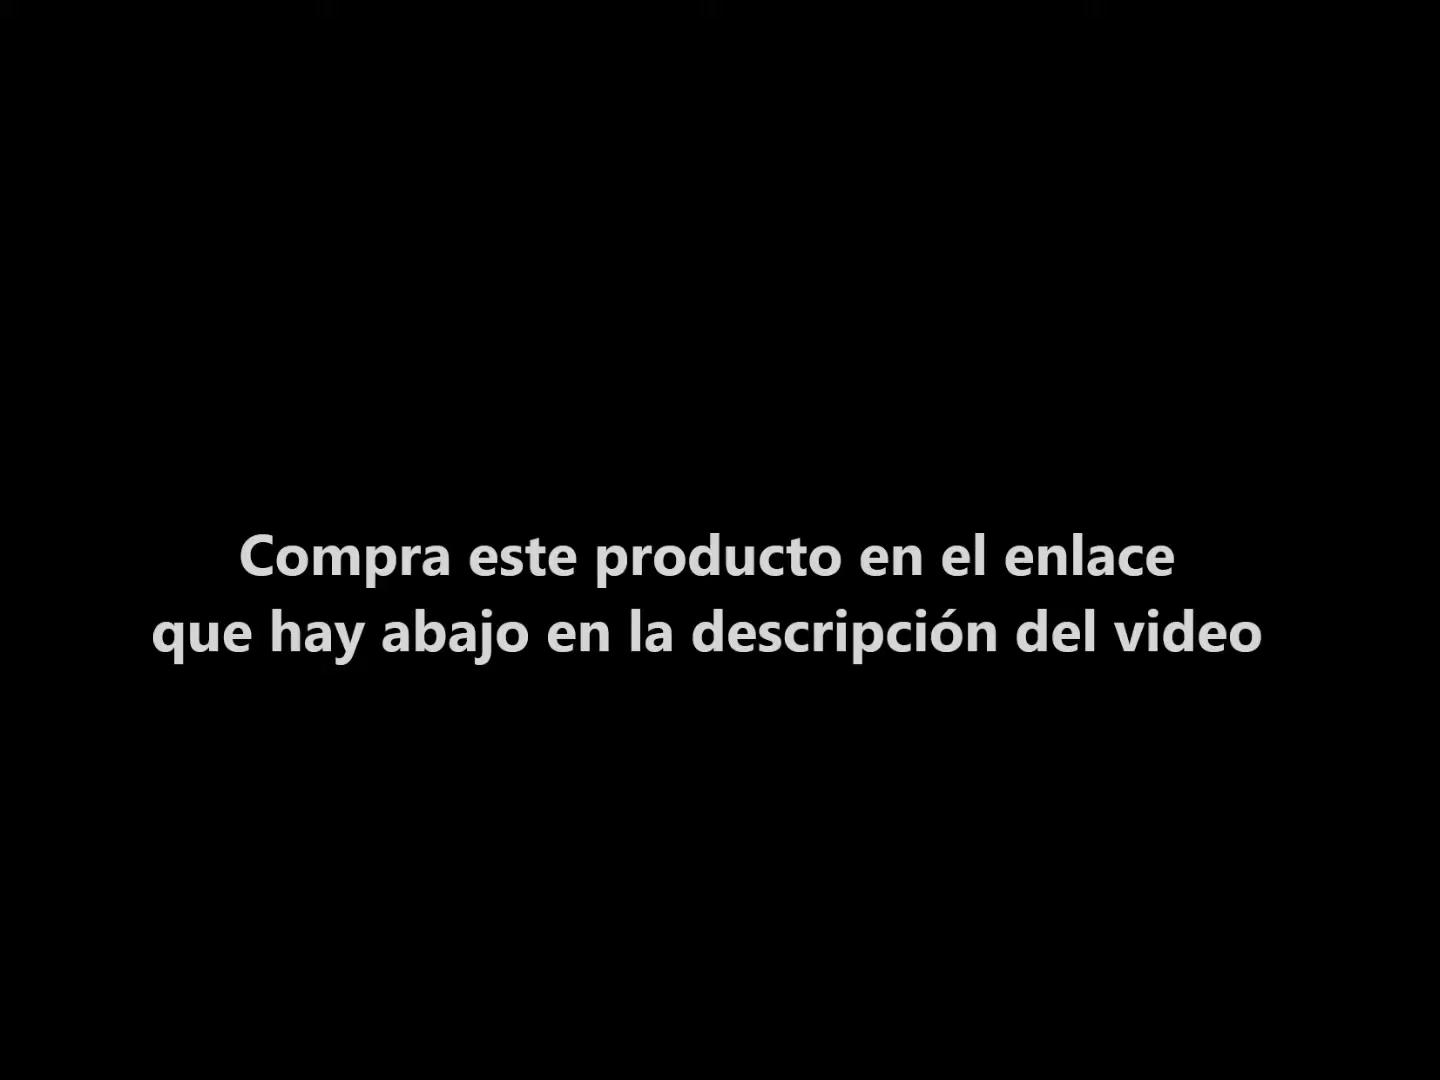 Compra este producto en el enlace
que hay abajo en la descripción del video